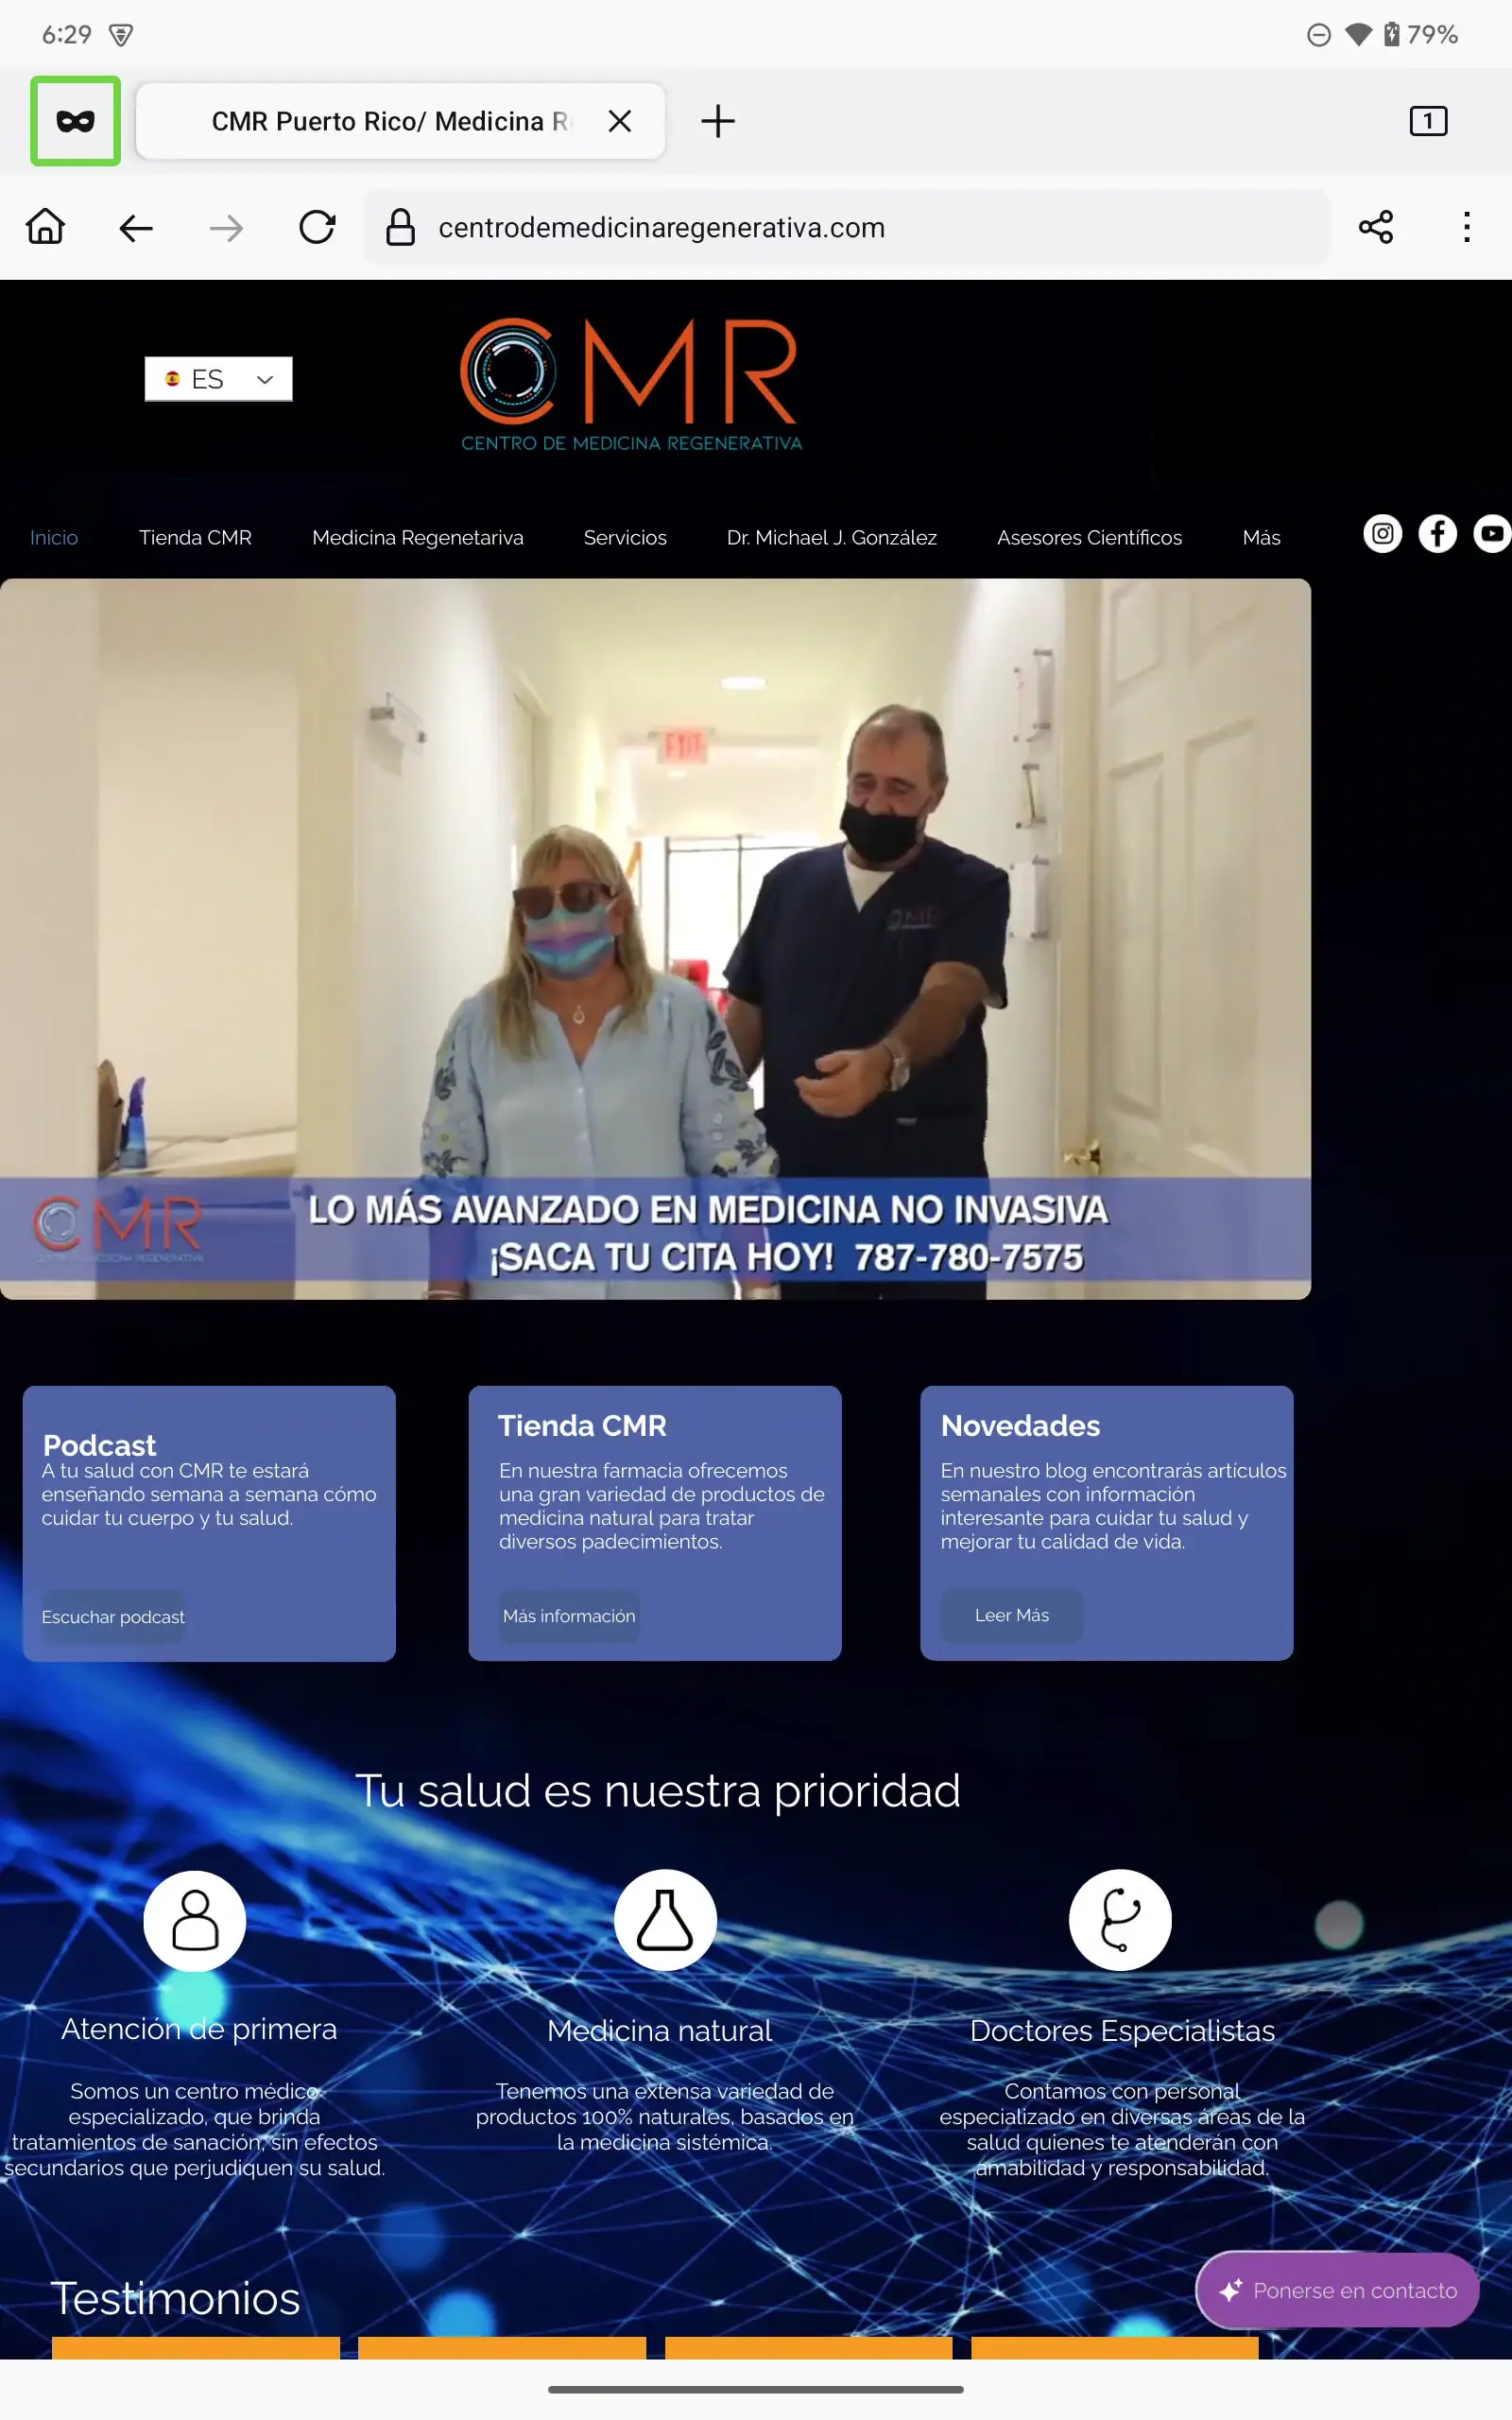 6:29
79%
CMR Puerto Rico/ Medicina R
1
centrodemedicinaregenerativa.com
ES
CMR
CENTRO DE MEDICINA REGENERATIVA
Inicio Tienda CMR Medicina Regenetariva Servicios Dr. Michael J. González Asesores Científicos Más
EXIT
CMR
CMR
LO MÁS AVANZADO EN MEDICINA NO INVASIVA
¡SACA TU CITA HOY! 787-780-7575
Podcast
A tu salud con CMR te estará
enseñando semana a semana cómo
cuidar tu cuerpo y tu salud.
Escuchar podcast
Tienda CMR
En nuestra farmacia ofrecemos
una gran variedad de productos de
medicina natural para tratar
diversos padecimientos.
Más información
Novedades
En nuestro blog encontrarás artículos
semanales con información
interesante para cuidar tu salud y
mejorar tu calidad de vida.
Leer Más
Tu salud es nuestra prioridad
Atención de primera
Somos un centro médico
especializado, que brinda
tratamientos de sanación, sin efectos
secundarios que perjudiquen su salud.
Medicina natural
Tenemos una extensa variedad de
productos 100% naturales, basados en
la medicina sistémica.
Doctores Especialistas
Contamos con personal
especializado en diversas áreas de la
salud quienes te atenderán con
amabilidad y responsabilidad.
Testimonios
Ponerse en contacto